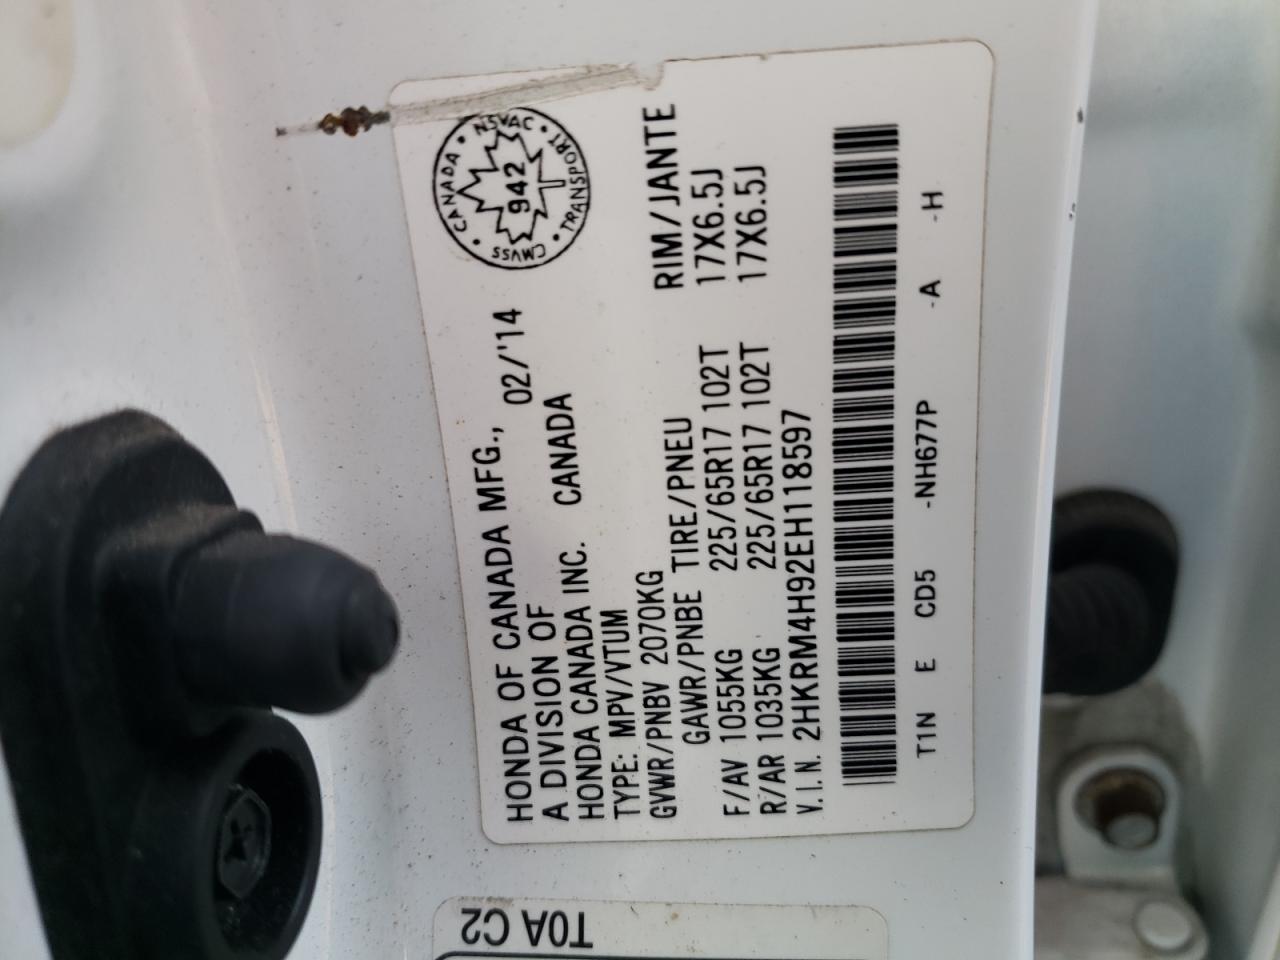 HONDA OF CANADA MFG., 02/'14
A DIVISION OF
HONDA CANADA INC. CANADA
TYPE: MPV/VTUM
GVWR/PNBV 2070KG
GAWR/PNBE TIRE/PNEU RIM/JANTE
F/AV 1055KG 225/65R17 102T 17X6.5J
R/AR 1035KG 225/65R17 102T 17X6.5J
V.I.N. 2HKRM4H92EH118597
T1N E CD5 -NH677P -A -H
CANADA • NSVAC • TRANSPORT • CMVSS •
942
T0A C2